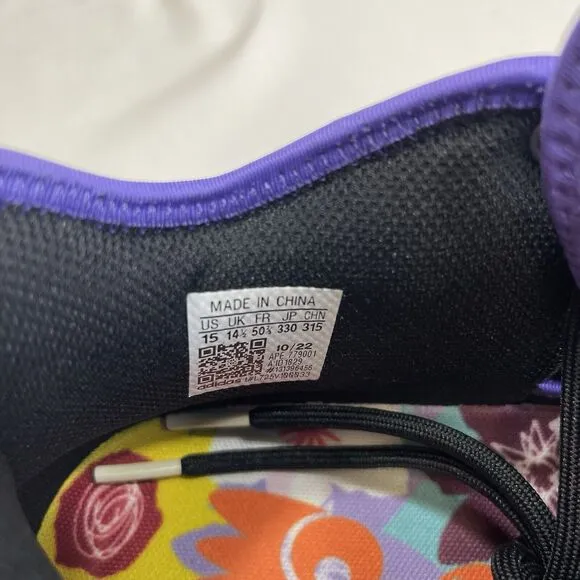 MADE IN CHINA
US UK FR JP CHN
15 14½ 50⅔ 330 315
10/22
APE 779001
#131396456
adidas